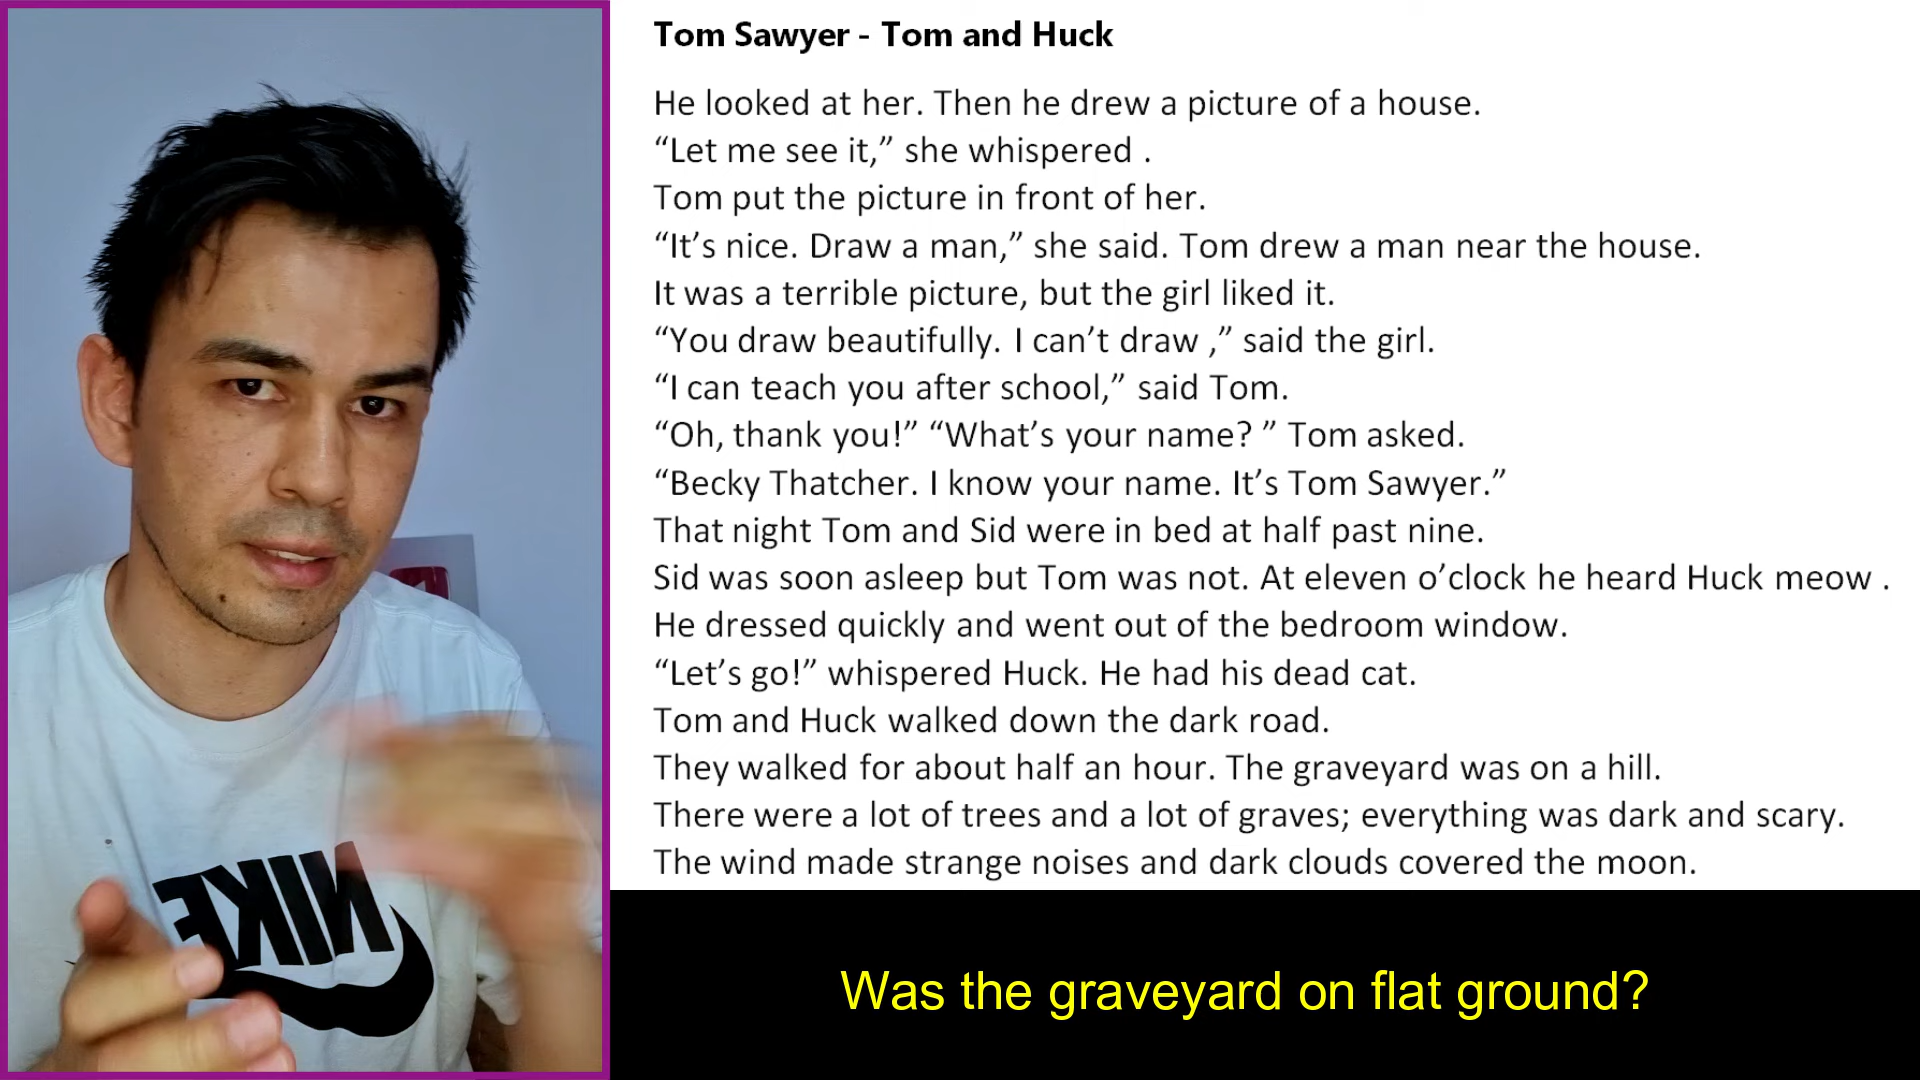 Tom Sawyer - Tom and Huck
He looked at her. Then he drew a picture of a house.
“Let me see it,” she whispered .
Tom put the picture in front of her.
“It’s nice. Draw a man,” she said. Tom drew a man near the house.
It was a terrible picture, but the girl liked it.
“You draw beautifully. I can’t draw ,” said the girl.
“I can teach you after school,” said Tom.
“Oh, thank you!” “What’s your name? ” Tom asked.
“Becky Thatcher. I know your name. It’s Tom Sawyer.”
That night Tom and Sid were in bed at half past nine.
Sid was soon asleep but Tom was not. At eleven o’clock he heard Huck meow .
He dressed quickly and went out of the bedroom window.
“Let’s go!” whispered Huck. He had his dead cat.
Tom and Huck walked down the dark road.
They walked for about half an hour. The graveyard was on a hill.
There were a lot of trees and a lot of graves; everything was dark and scary.
The wind made strange noises and dark clouds covered the moon.
NIKE
Was the graveyard on flat ground?